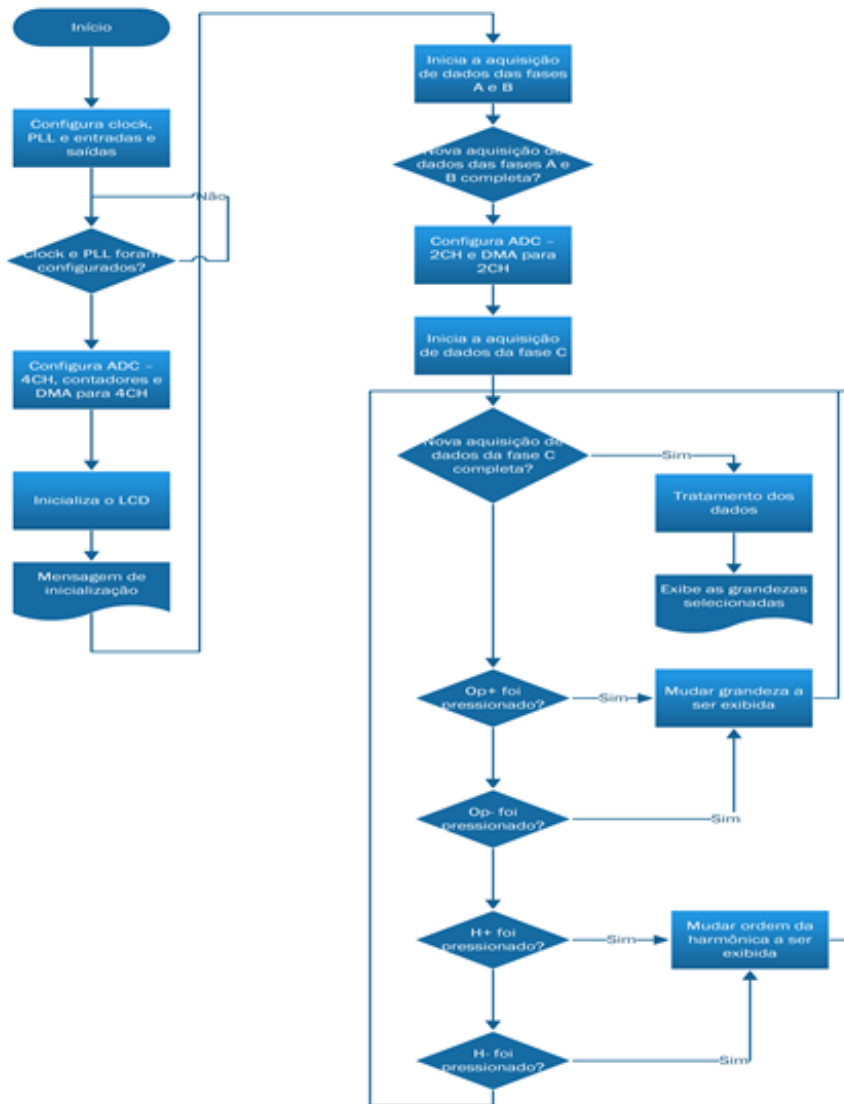 Início
Configura clock,
PLL e entradas e
saídas
Não
Clock e PLL foram
configurados?
Configura ADC –
4CH, contadores e
DMA para 4CH
Inicializa o LCD
Mensagem de
inicialização
Inicia a aquisição
de dados das fases
A e B
Nova aquisição de
dados das fases A e
B completa?
Configura ADC –
2CH e DMA para
2CH
Inicia a aquisição
de dados da fase C
Nova aquisição de
dados da fase C
completa?
Sim
Tratamento dos
dados
Exibe as grandezas
selecionadas
Op+ foi
pressionado?
Sim
Mudar grandeza a
ser exibida
Op- foi
pressionado?
Sim
H+ foi
pressionado?
Sim
Mudar ordem da
harmônica a ser
exibida
H- foi
pressionado?
Sim